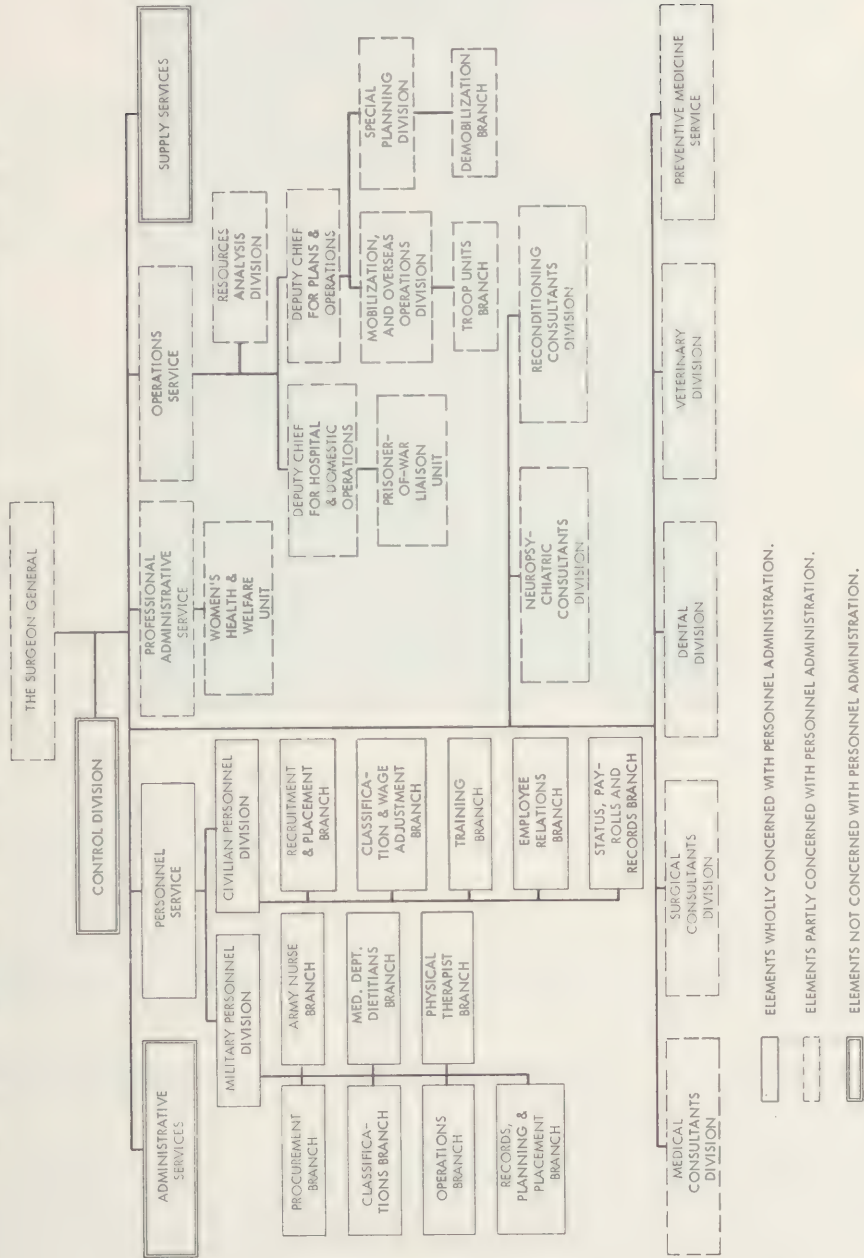 THE SURGEON GENERAL
CONTROL DIVISION
ADMINISTRATIVE
SERVICES
PERSONNEL
SERVICE
PROFESSIONAL
ADMINISTRATIVE
SERVICE
OPERATIONS
SERVICE
SUPPLY SERVICES
MILITARY PERSONNEL
DIVISION
CIVILIAN PERSONNEL
DIVISION
WOMEN'S
HEALTH &
WELFARE
UNIT
RESOURCES
ANALYSIS
DIVISION
PROCUREMENT
BRANCH
ARMY NURSE
BRANCH
RECRUITMENT
& PLACEMENT
BRANCH
DEPUTY CHIEF
FOR HOSPITAL
& DOMESTIC
OPERATIONS
DEPUTY CHIEF
FOR PLANS &
OPERATIONS
CLASSIFICA-
TIONS BRANCH
MED. DEPT.
DIETITIANS
BRANCH
CLASSIFICA-
TION & WAGE
ADJUSTMENT
BRANCH
PRISONER-
OF-WAR
LIAISON
UNIT
MOBILIZATION,
AND OVERSEAS
OPERATIONS
DIVISION
SPECIAL
PLANNING
DIVISION
OPERATIONS
BRANCH
PHYSICAL
THERAPIST
BRANCH
TRAINING
BRANCH
TROOP UNITS
BRANCH
DEMOBILIZATION
BRANCH
RECORDS,
PLANNING &
PLACEMENT
BRANCH
EMPLOYEE
RELATIONS
BRANCH
STATUS, PAY-
ROLLS AND
RECORDS BRANCH
NEUROPSY-
CHIATRIC
CONSULTANTS
DIVISION
RECONDITIONING
CONSULTANTS
DIVISION
MEDICAL
CONSULTANTS
DIVISION
SURGICAL
CONSULTANTS
DIVISION
DENTAL
DIVISION
VETERINARY
DIVISION
PREVENTIVE MEDICINE
SERVICE
ELEMENTS WHOLLY CONCERNED WITH PERSONNEL ADMINISTRATION.
ELEMENTS PARTLY CONCERNED WITH PERSONNEL ADMINISTRATION.
ELEMENTS NOT CONCERNED WITH PERSONNEL ADMINISTRATION.